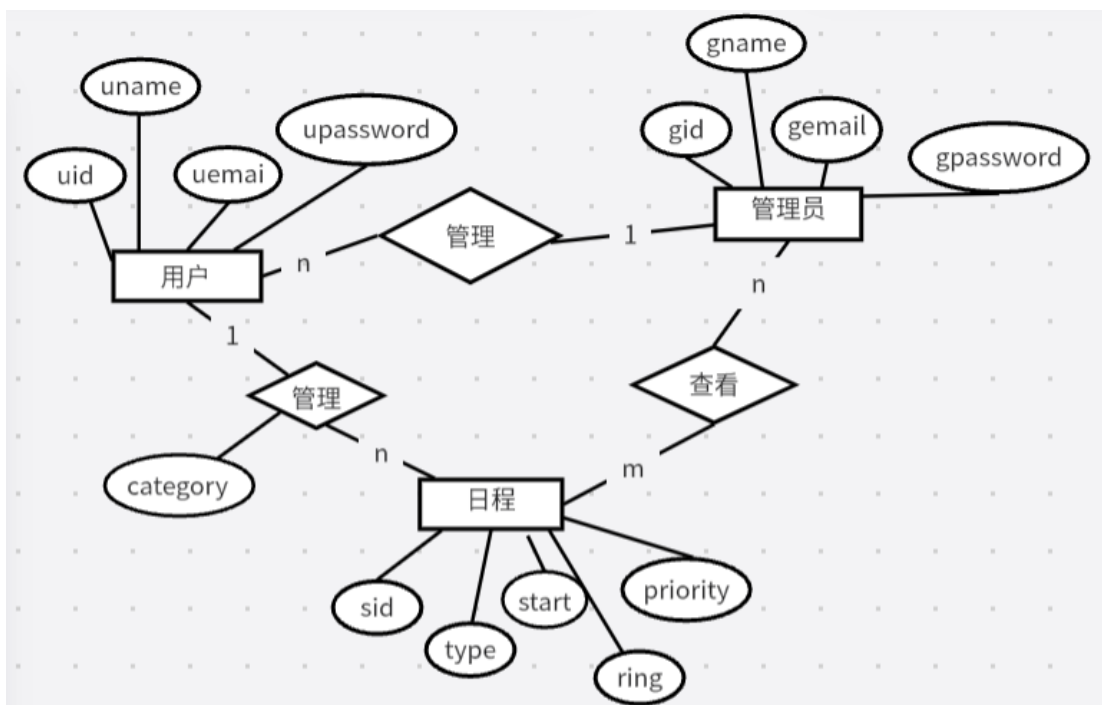 gname
uname
upassword
gid
gemail
gpassword
uid
uemai
管理员
管理
1
n
用户
n
1
查看
管理
n
m
category
日程
sid
type
start
priority
ring